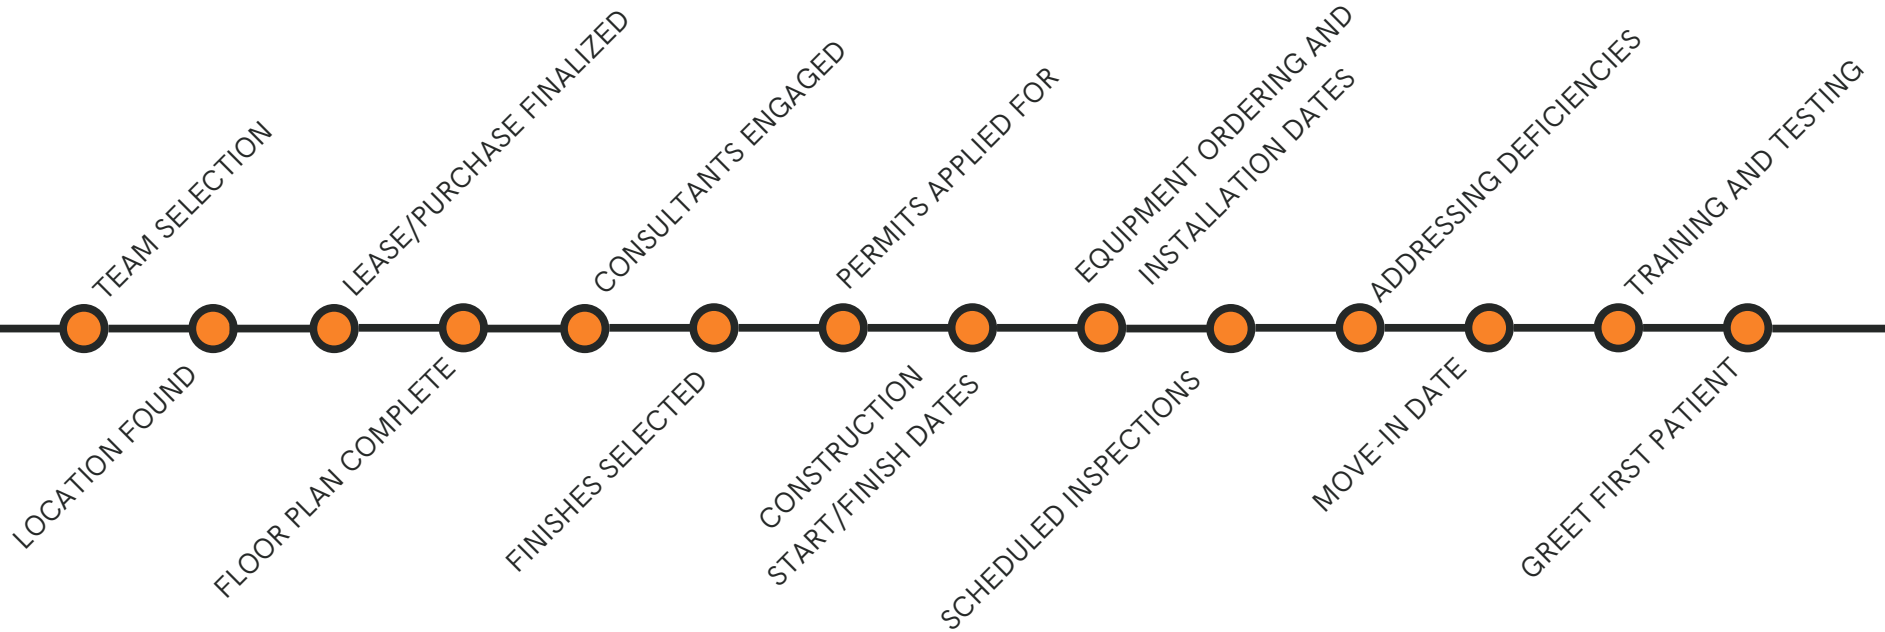 TEAM SELECTION
LOCATION FOUND
LEASE/PURCHASE FINALIZED
FLOOR PLAN COMPLETE
CONSULTANTS ENGAGED
FINISHES SELECTED
PERMITS APPLIED FOR
CONSTRUCTION
START/FINISH DATES
EQUIPMENT ORDERING AND
INSTALLATION DATES
SCHEDULED INSPECTIONS
ADDRESSING DEFICIENCIES
MOVE-IN DATE
TRAINING AND TESTING
GREET FIRST PATIENT